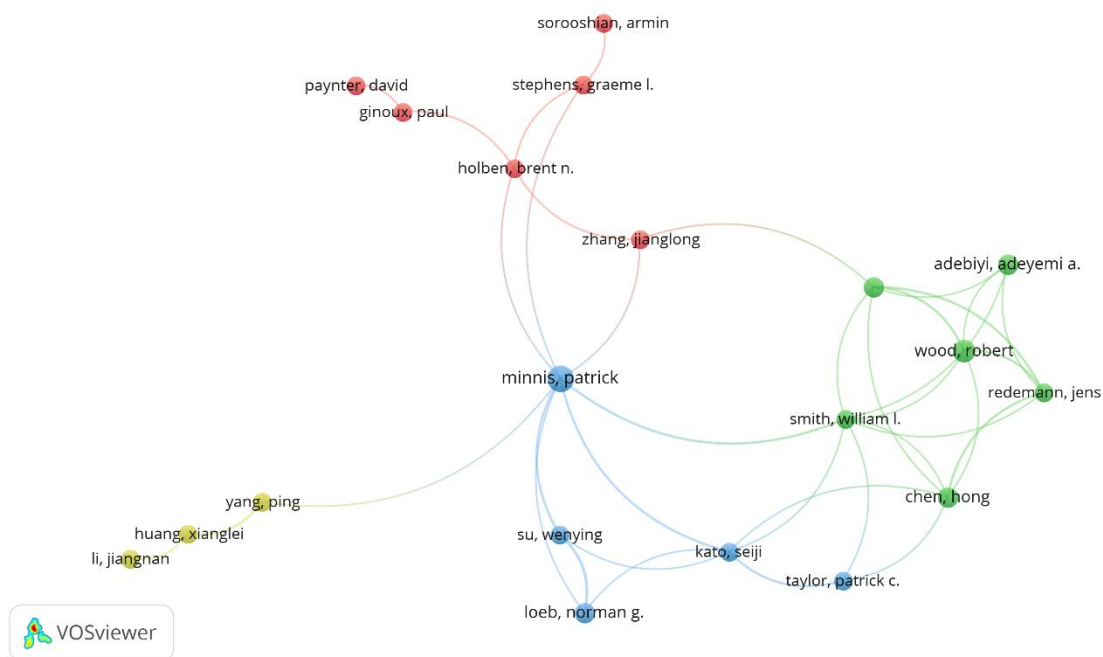 sorooshian, armin
paynter, david
stephens, graeme l.
ginoux, paul
holben, brent n.
zhang, jianglong
adebiyi, adeyemi a.
wood, robert
minnis, patrick
redemann, jens
smith, william l.
chen, hong
yang, ping
huang, xianglei
su, wenying
kato, seiji
li, jiangnan
taylor, patrick c.
loeb, norman g.
VOSviewer